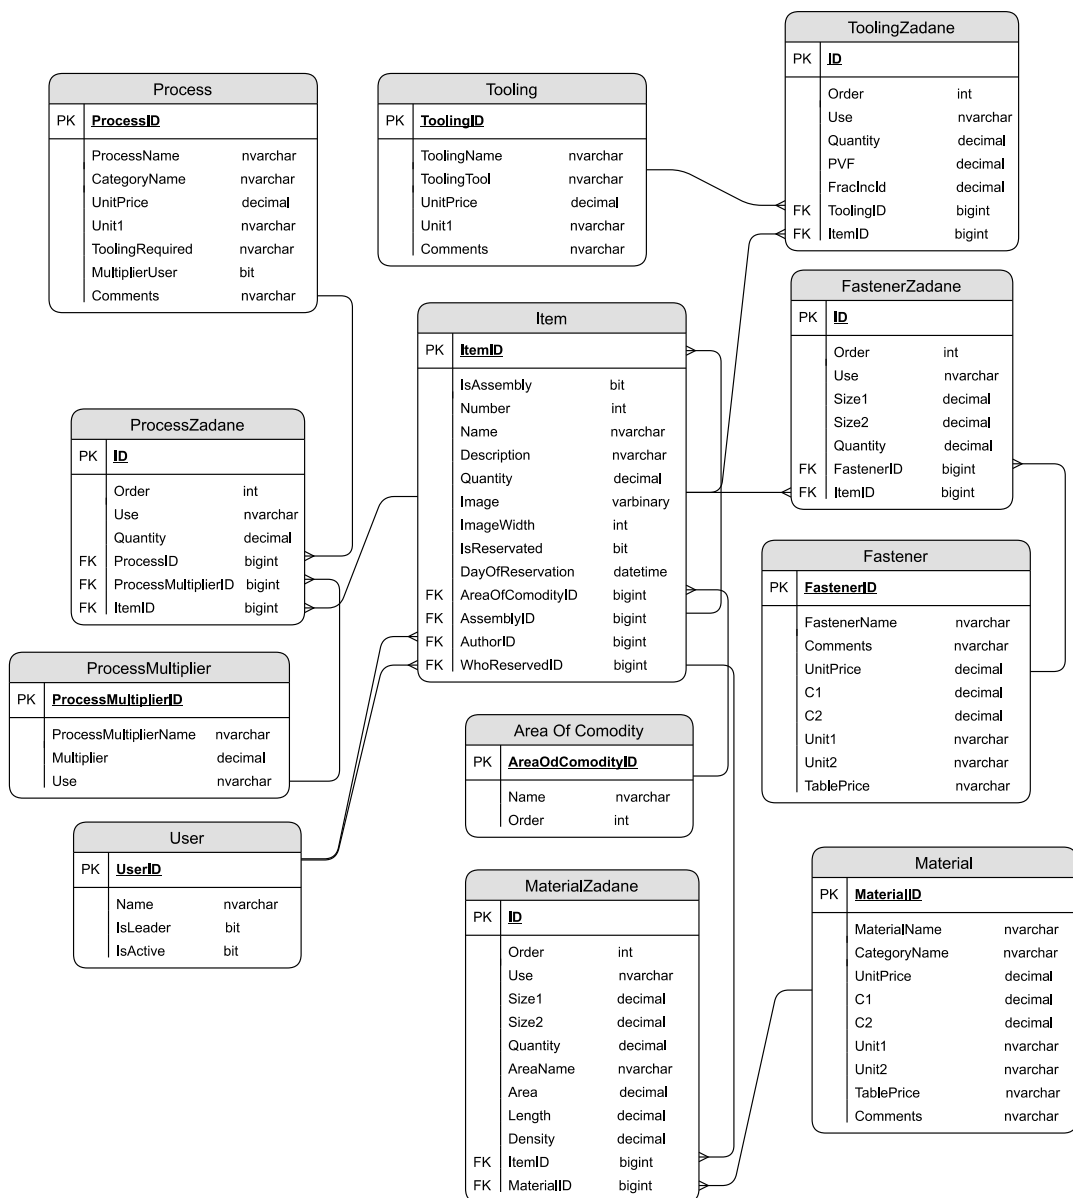 Process
PK ProcessID
ProcessName nvarchar
CategoryName nvarchar
UnitPrice decimal
Unit1 nvarchar
ToolingRequired nvarchar
MultiplierUser bit
Comments nvarchar
Tooling
PK ToolingID
ToolingName nvarchar
ToolingTool nvarchar
UnitPrice decimal
Unit1 nvarchar
Comments nvarchar
ToolingZadane
PK ID
Order int
Use nvarchar
Quantity decimal
PVF decimal
FracIncId decimal
FK ToolingID bigint
FK ItemID bigint
Item
PK ItemID
IsAssembly bit
Number int
Name nvarchar
Description nvarchar
Quantity decimal
Image varbinary
ImageWidth int
IsReservated bit
DayOfReservation datetime
FK AreaOfComodityID bigint
FK AssemblyID bigint
FK AuthorID bigint
FK WhoReservedID bigint
FastenerZadane
PK ID
Order int
Use nvarchar
Size1 decimal
Size2 decimal
Quantity decimal
FK FastenerID bigint
FK ItemID bigint
ProcessZadane
PK ID
Order int
Use nvarchar
Quantity decimal
FK ProcessID bigint
FK ProcessMultiplierID bigint
FK ItemID bigint
Fastener
PK FastenerID
FastenerName nvarchar
Comments nvarchar
UnitPrice decimal
C1 decimal
C2 decimal
Unit1 nvarchar
Unit2 nvarchar
TablePrice nvarchar
ProcessMultiplier
PK ProcessMultiplierID
ProcessMultiplierName nvarchar
Multiplier decimal
Use nvarchar
Area Of Comodity
PK AreaOdComodityID
Name nvarchar
Order int
User
PK UserID
Name nvarchar
IsLeader bit
IsActive bit
MaterialZadane
PK ID
Order int
Use nvarchar
Size1 decimal
Size2 decimal
Quantity decimal
AreaName nvarchar
Area decimal
Length decimal
Density decimal
FK ItemID bigint
FK MaterialID bigint
Material
PK MaterialID
MaterialName nvarchar
CategoryName nvarchar
UnitPrice decimal
C1 decimal
C2 decimal
Unit1 nvarchar
Unit2 nvarchar
TablePrice nvarchar
Comments nvarchar